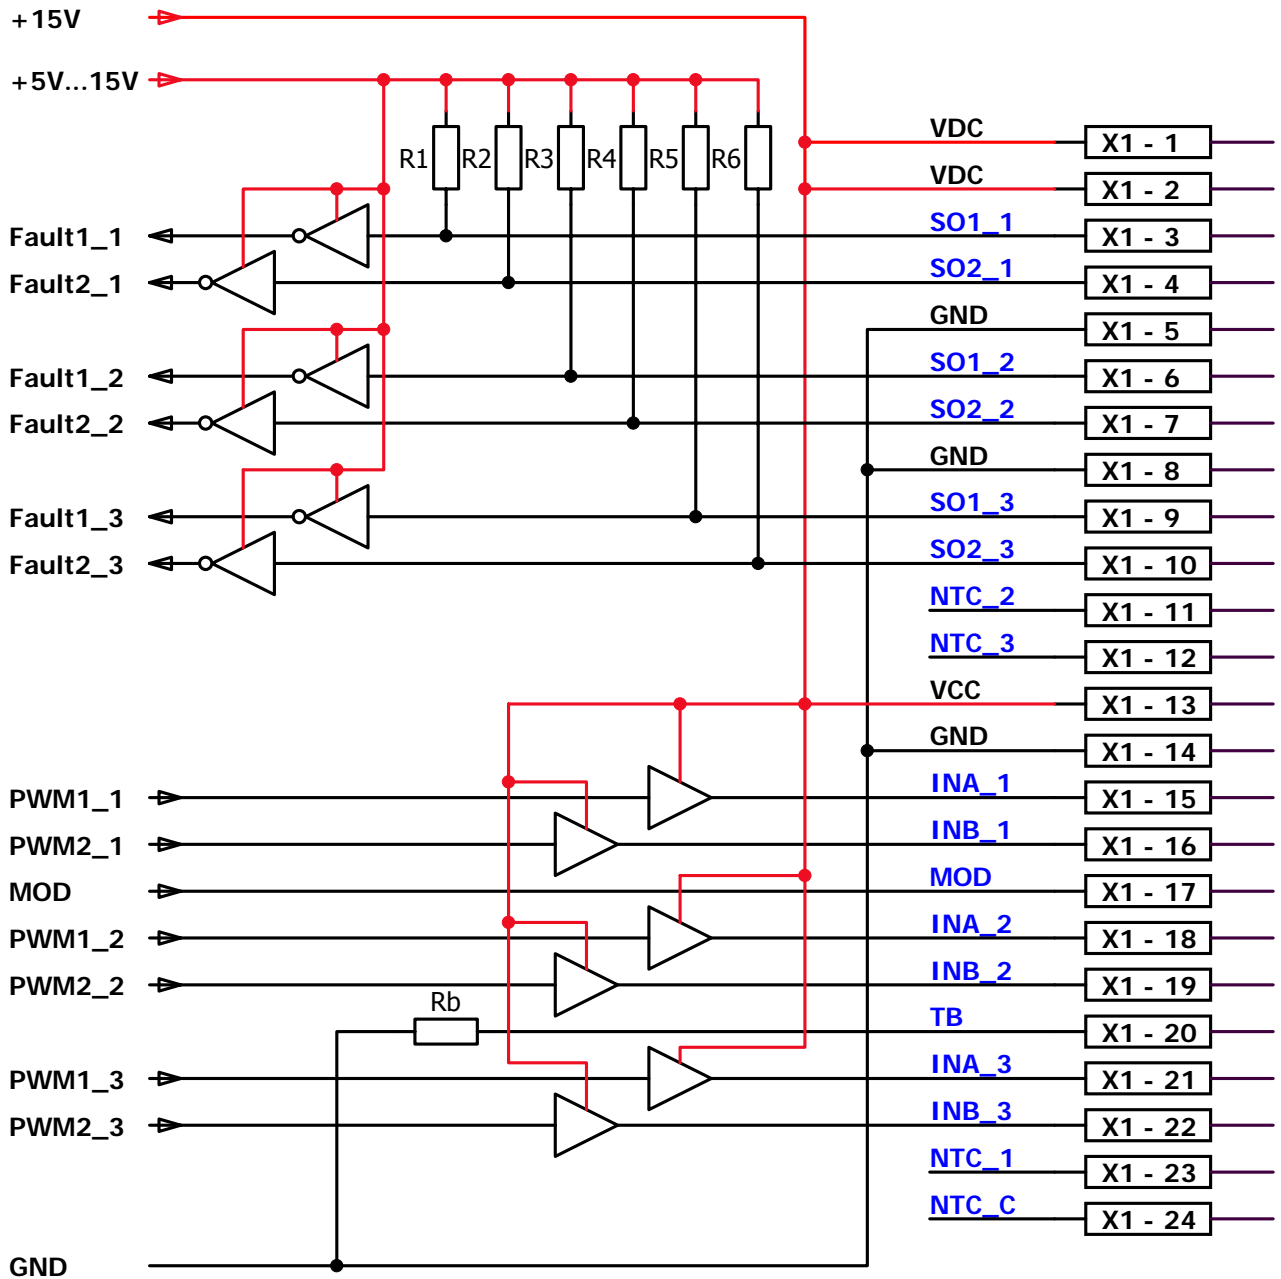 +15V
+5V...15V
R1 R2 R3 R4 R5 R6
VDC X1 - 1
VDC X1 - 2
Fault1_1 SO1_1 X1 - 3
Fault2_1 SO2_1 X1 - 4
GND X1 - 5
Fault1_2 SO1_2 X1 - 6
Fault2_2 SO2_2 X1 - 7
GND X1 - 8
Fault1_3 SO1_3 X1 - 9
Fault2_3 SO2_3 X1 - 10
NTC_2 X1 - 11
NTC_3 X1 - 12
VCC X1 - 13
GND X1 - 14
PWM1_1 INA_1 X1 - 15
PWM2_1 INB_1 X1 - 16
MOD MOD X1 - 17
PWM1_2 INA_2 X1 - 18
PWM2_2 INB_2 X1 - 19
Rb TB X1 - 20
PWM1_3 INA_3 X1 - 21
PWM2_3 INB_3 X1 - 22
NTC_1 X1 - 23
NTC_C X1 - 24
GND